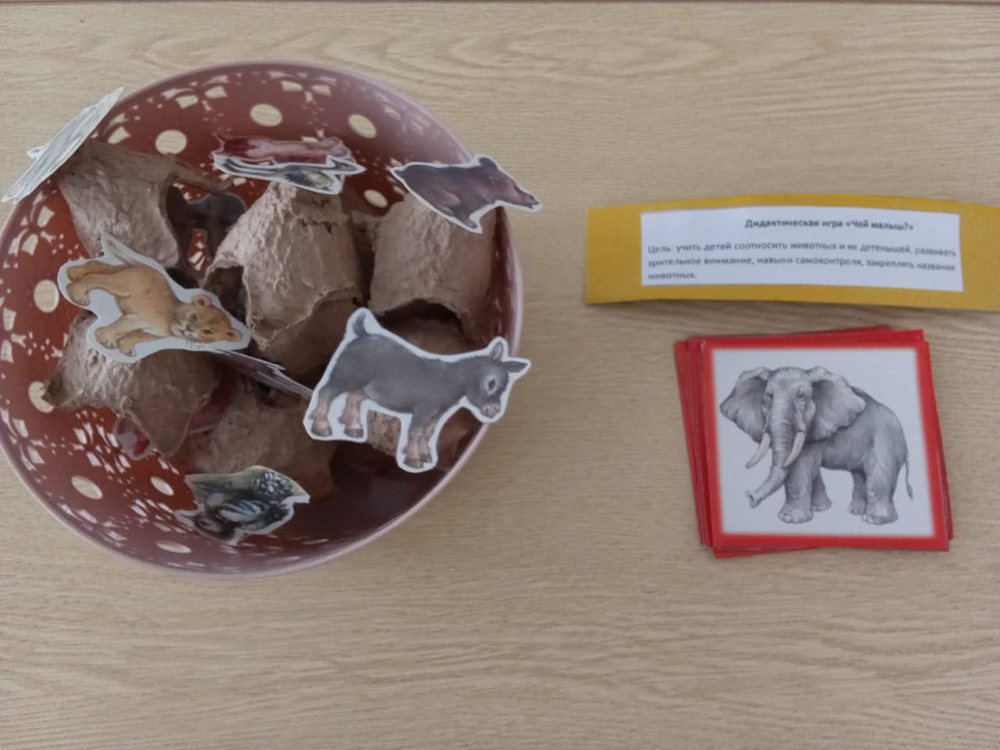 Дидактическая игра «Чей малыш?»
Цель: учить детей соотносить животных и их детенышей, развивать
зрительное внимание, навыки самоконтроля, закреплять названия
животных.